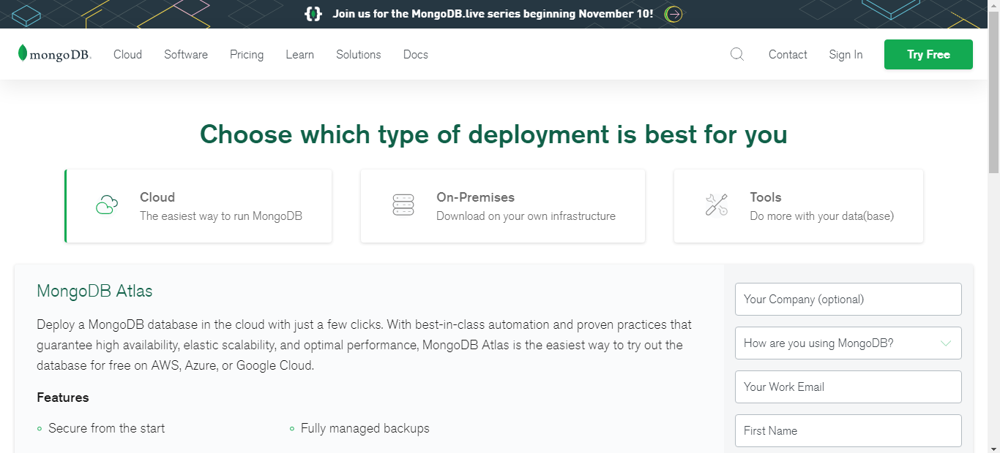 Join us for the MongoDB.live series beginning November 10!
mongoDB.
Cloud
Software
Pricing
Learn
Solutions
Docs
Contact
Sign In
Try Free
Choose which type of deployment is best for you
Cloud
The easiest way to run MongoDB
On-Premises
Download on your own infrastructure
Tools
Do more with your data(base)
MongoDB Atlas
Deploy a MongoDB database in the cloud with just a few clicks. With best-in-class automation and proven practices that
guarantee high availability, elastic scalability, and optimal performance, MongoDB Atlas is the easiest way to try out the
database for free on AWS, Azure, or Google Cloud.
Features
Secure from the start
Fully managed backups
Your Company (optional)
How are you using MongoDB?
Your Work Email
First Name